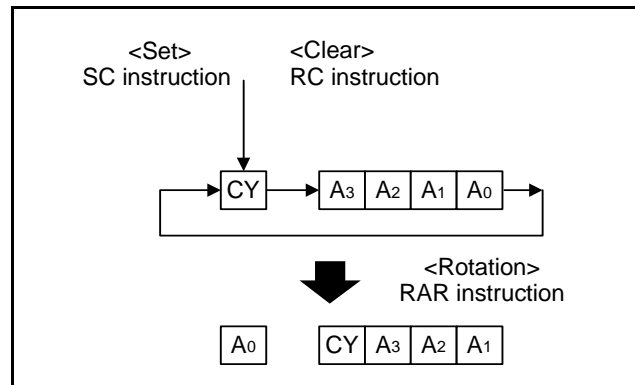 <Set> <Clear>
SC instruction RC instruction
CY A3 A2 A1 A0
<Rotation>
RAR instruction
A0 CY A3 A2 A1